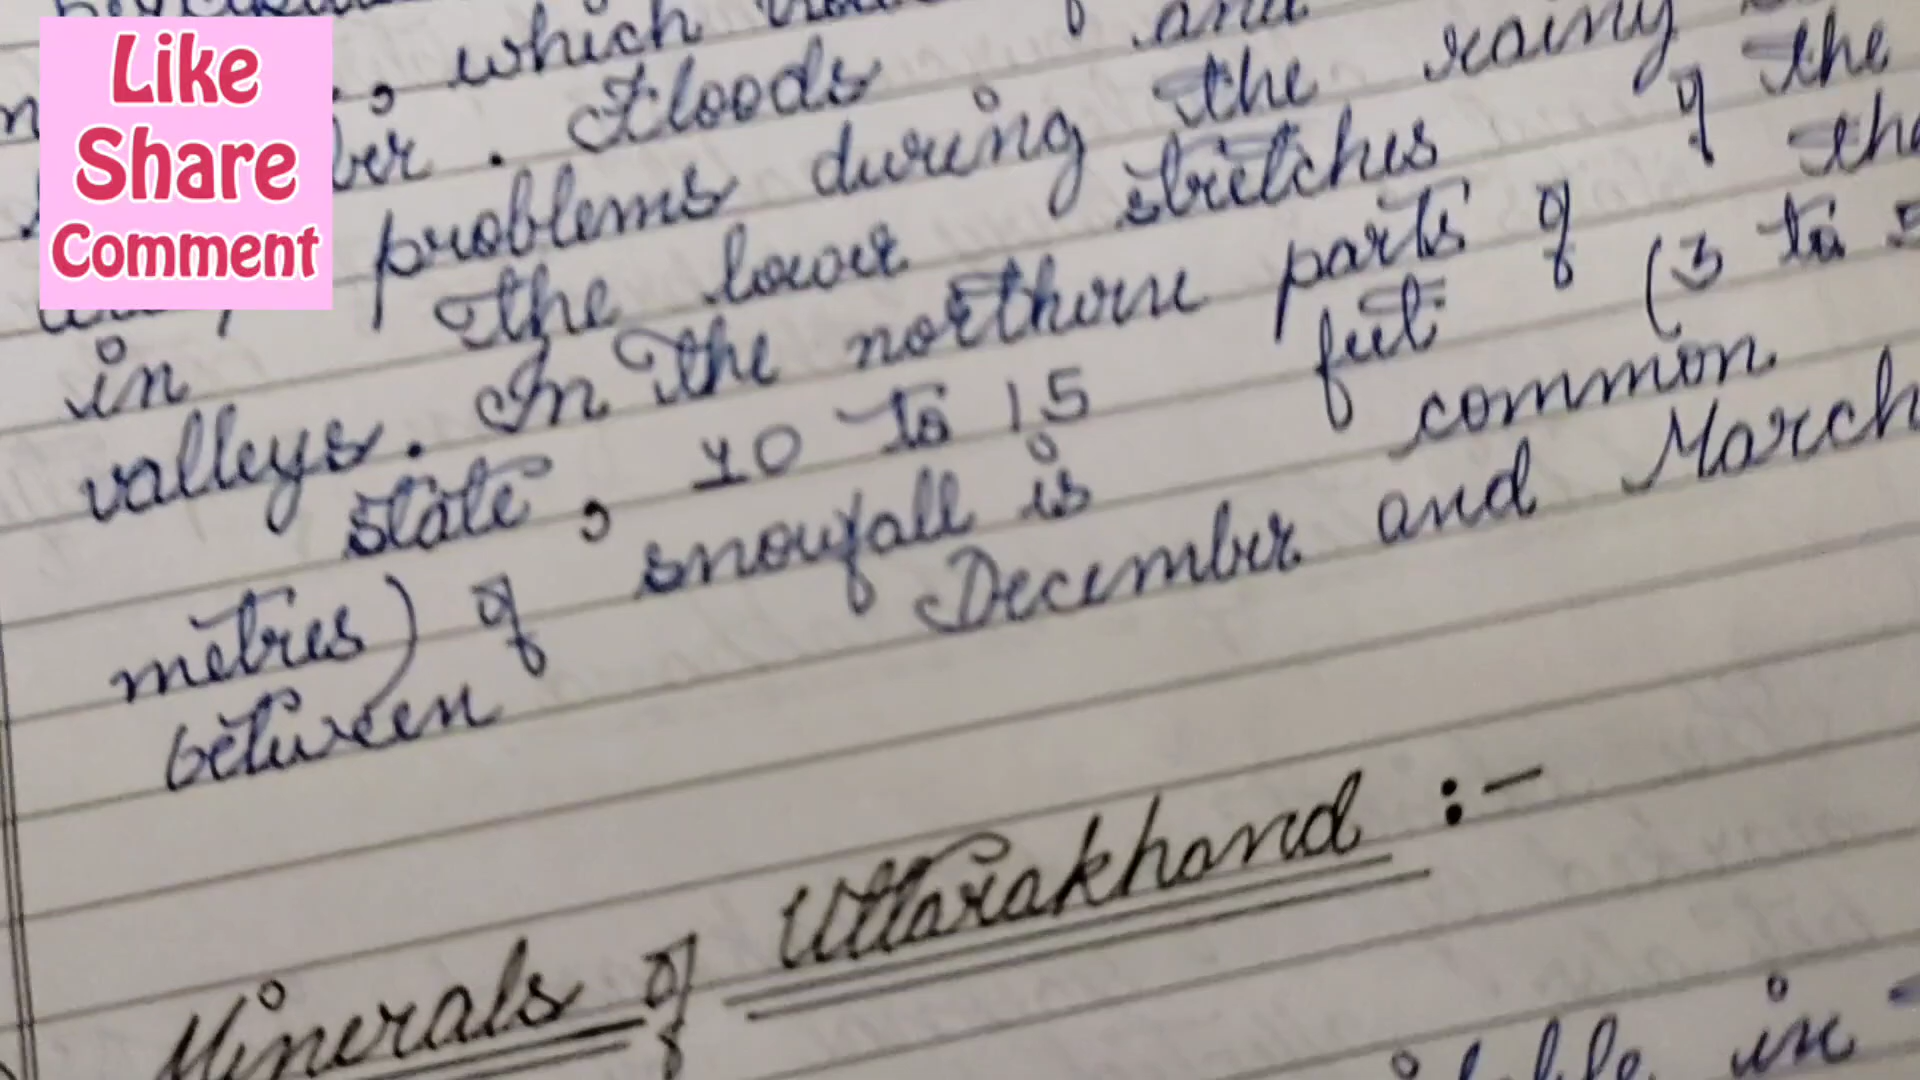 Like
Share
Comment
, which
. Floods and
problems during the rainy
in the lower stretches of the
valleys. In the northern parts of the
state, 10 to 15 feet (3 to 5
metres) of snowfall is common
between December and March
Minerals of Uttarakhand :-
in